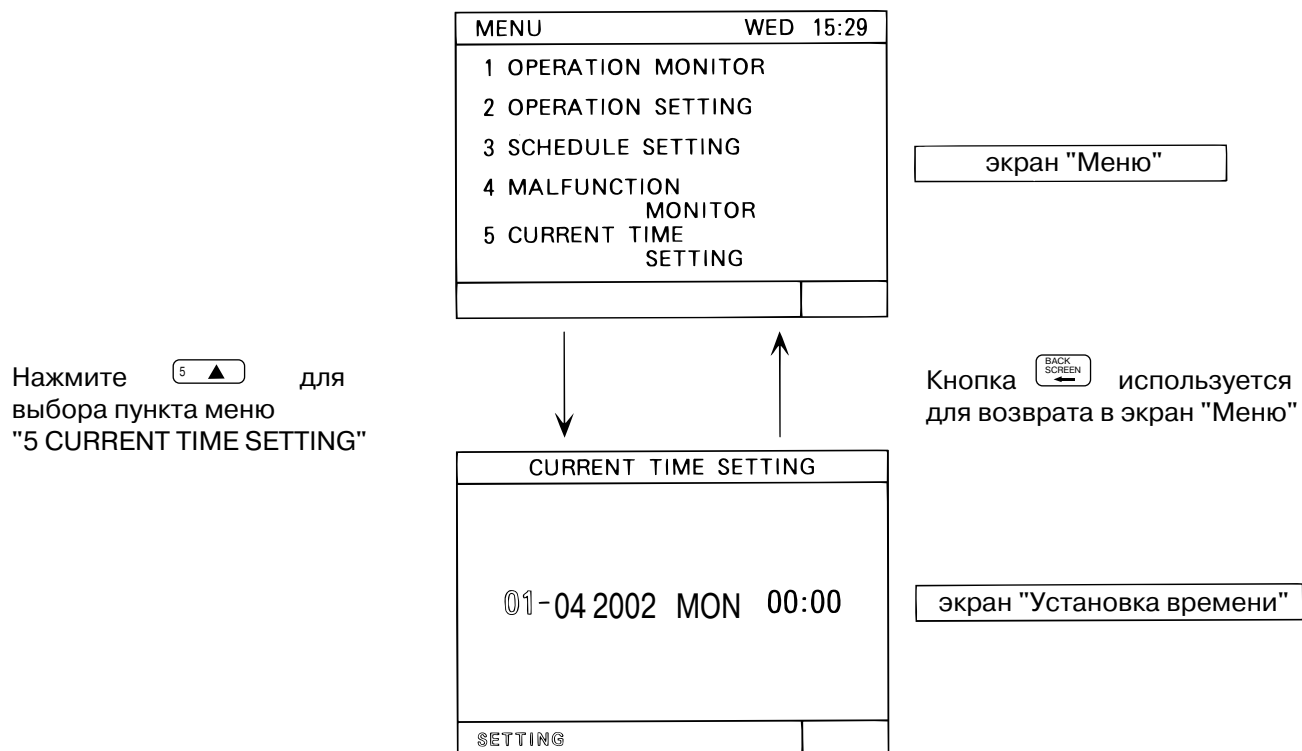 MENU WED 15:29
1 OPERATION MONITOR
2 OPERATION SETTING
3 SCHEDULE SETTING
4 MALFUNCTION
MONITOR
5 CURRENT TIME
SETTING
экран "Меню"
Нажмите 5 ▲ для
выбора пункта меню
"5 CURRENT TIME SETTING"
Кнопка BACK SCREEN используется
для возврата в экран "Меню"
CURRENT TIME SETTING
01-04 2002 MON 00:00
экран "Установка времени"
SETTING